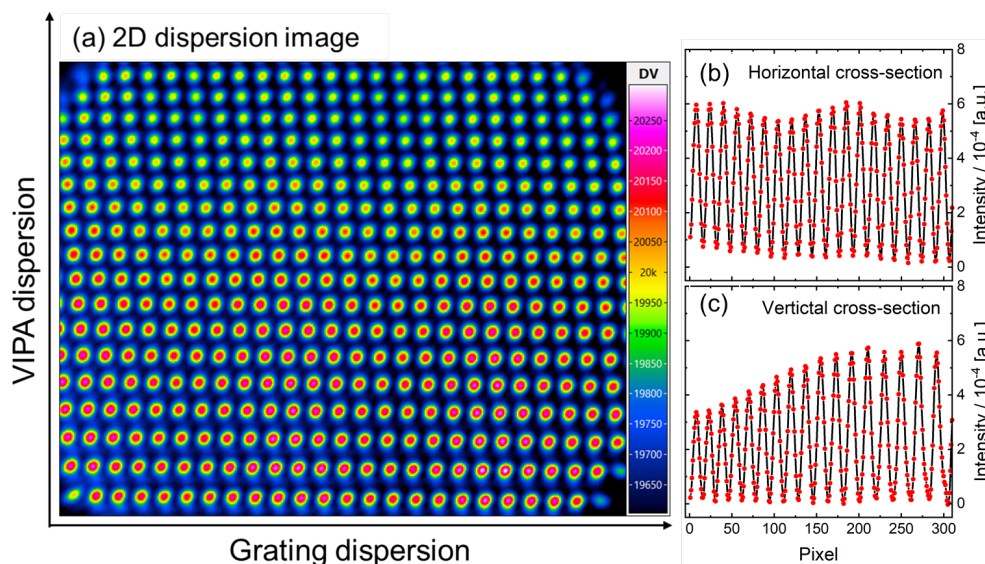 (a) 2D dispersion image
VIPA dispersion
Grating dispersion
DV
20250
20200
20150
20100
20050
20k
19950
19900
19850
19800
19750
19700
19650
(b) Horizontal cross-section
8
6
4
2
0
Intensity / 10⁻⁴ [a.u.]
(c) Vertictal cross-section
8
6
4
2
0
Intensity / 10⁻⁴ [a.u.]
0 50 100 150 200 250 300
Pixel